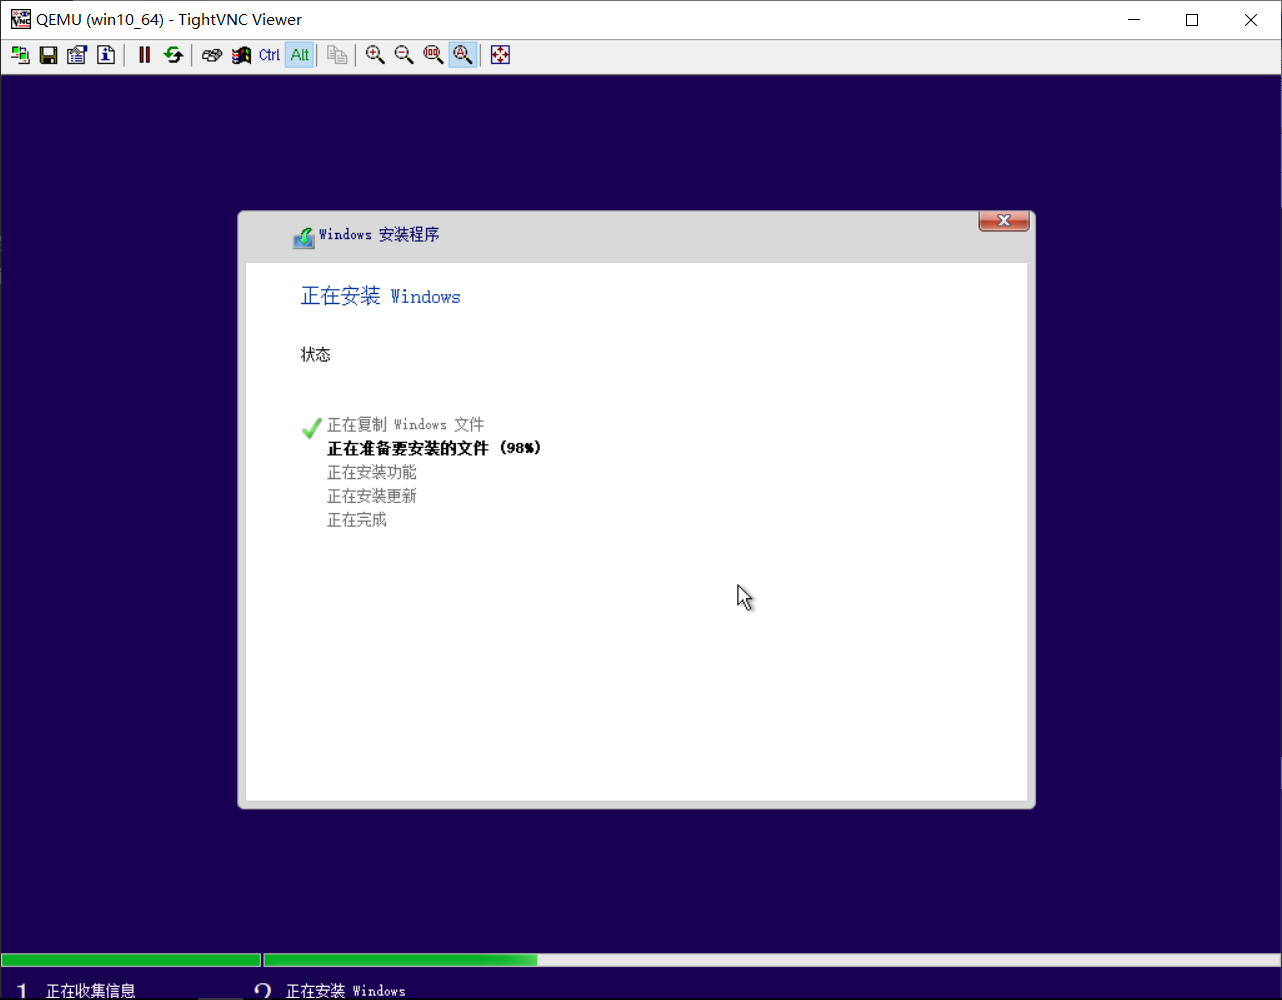 QEMU (win10_64) - TightVNC Viewer
Ctrl Alt
Windows 安装程序
正在安装 Windows
状态
正在复制 Windows 文件
正在准备要安装的文件 (98%)
正在安装功能
正在安装更新
正在完成
1 正在收集信息 2 正在安装 Windows